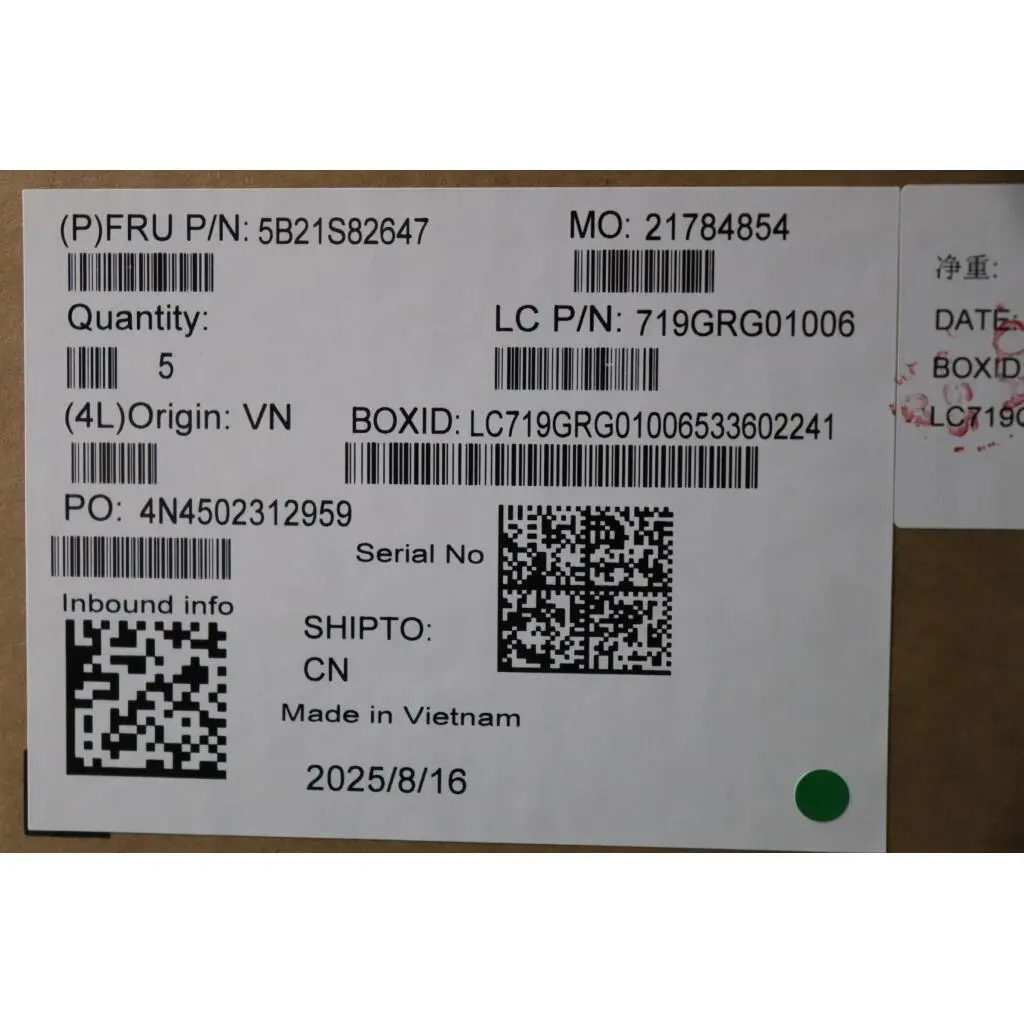 (P)FRU P/N: 5B21S82647
MO: 21784854
Quantity:
5
LC P/N: 719GRG01006
(4L)Origin: VN
BOXID: LC719GRG01006533602241
PO: 4N4502312959
Serial No
Inbound info
SHIPTO:
CN
Made in Vietnam
2025/8/16
净重:
DATE:
BOXID
LC719G